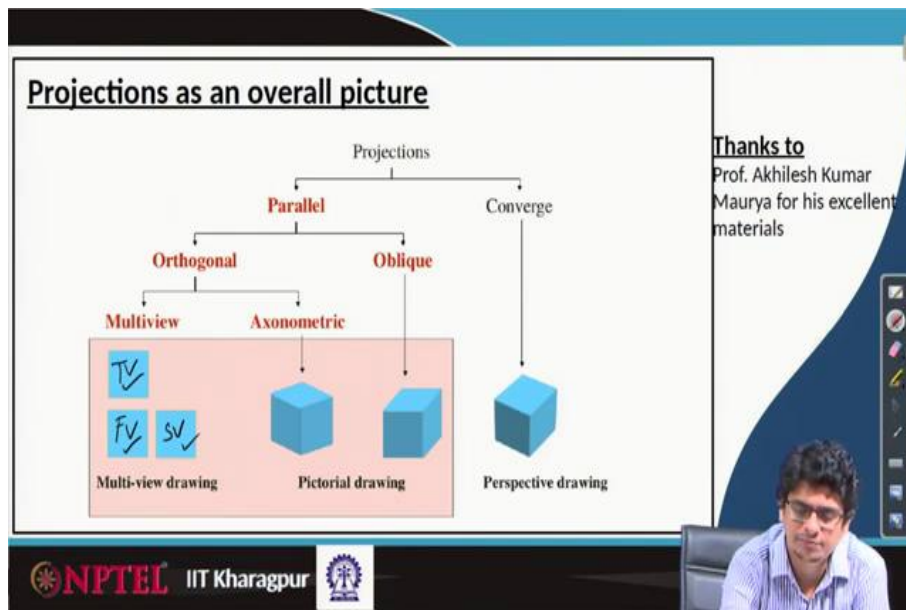 Projections as an overall picture
Projections
Thanks to
Prof. Akhilesh Kumar
Maurya for his excellent
materials
Parallel
Converge
Orthogonal
Oblique
Multiview
Axonometric
TV
FV
SV
Multi-view drawing
Pictorial drawing
Perspective drawing
NPTEL
IIT Kharagpur